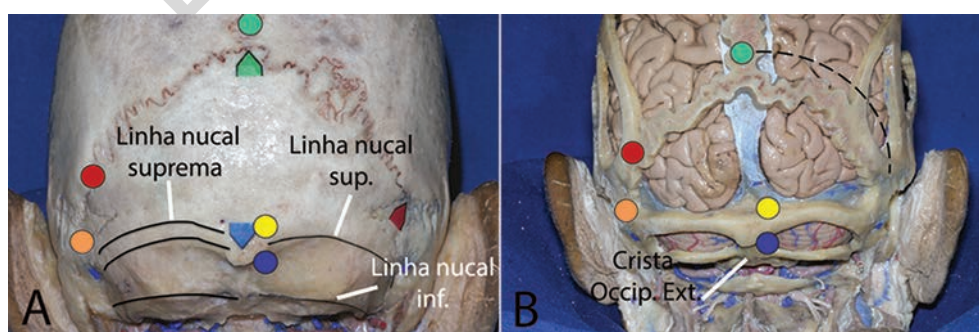 Linha nucal
suprema
Linha nucal
sup.
Linha nucal
inf.
A
Crista
Occip. Ext.
B